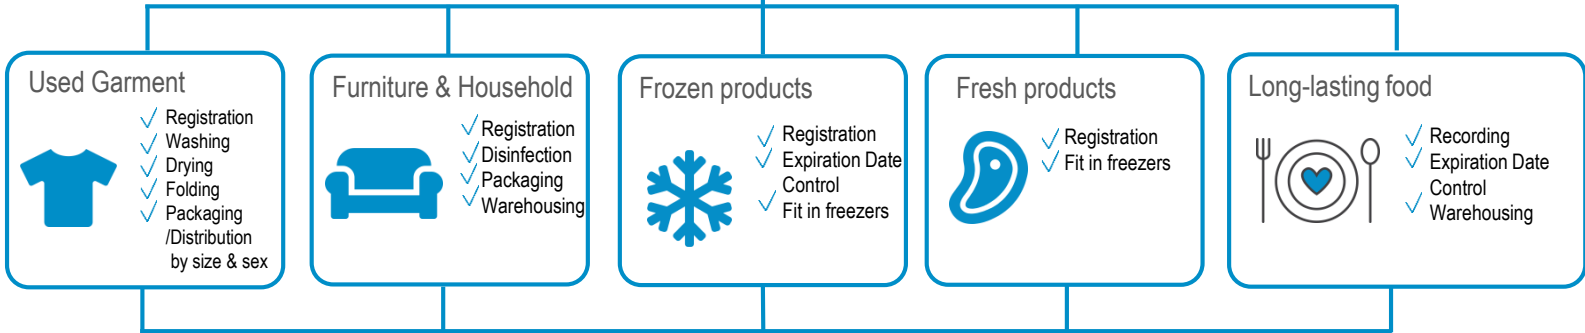 Used Garment
Registration
Washing
Drying
Folding
Packaging
/Distribution
by size & sex
Furniture & Household
Registration
Disinfection
Packaging
Warehousing
Frozen products
Registration
Expiration Date
Control
Fit in freezers
Fresh products
Registration
Fit in freezers
Long-lasting food
Recording
Expiration Date
Control
Warehousing